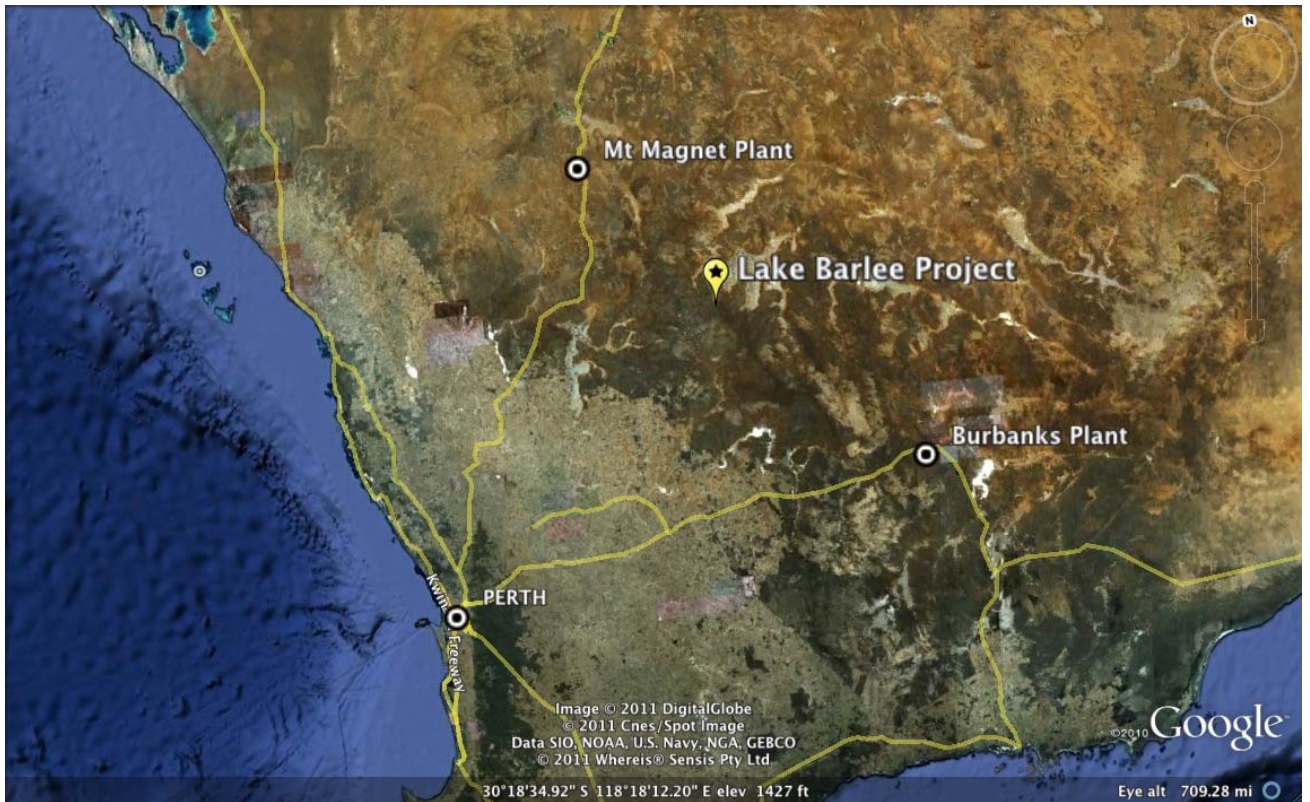 N
Mt Magnet Plant
Lake Barlee Project
Burbanks Plant
PERTH
Kwin
Freeway
Image © 2011 DigitalGlobe
© 2011 Cnes/Spot Image
Data SIO, NOAA, U.S. Navy, NGA, GEBCO
© 2011 Whereis® Sensis Pty Ltd
©2010 Google™
30°18'34.92" S 118°18'12.20" E elev 1427 ft
Eye alt 709.28 mi